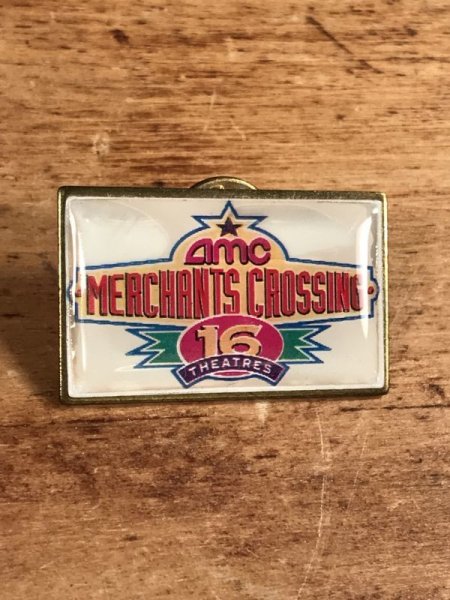 amc
MERCHANTS CROSSING
16
THEATRES